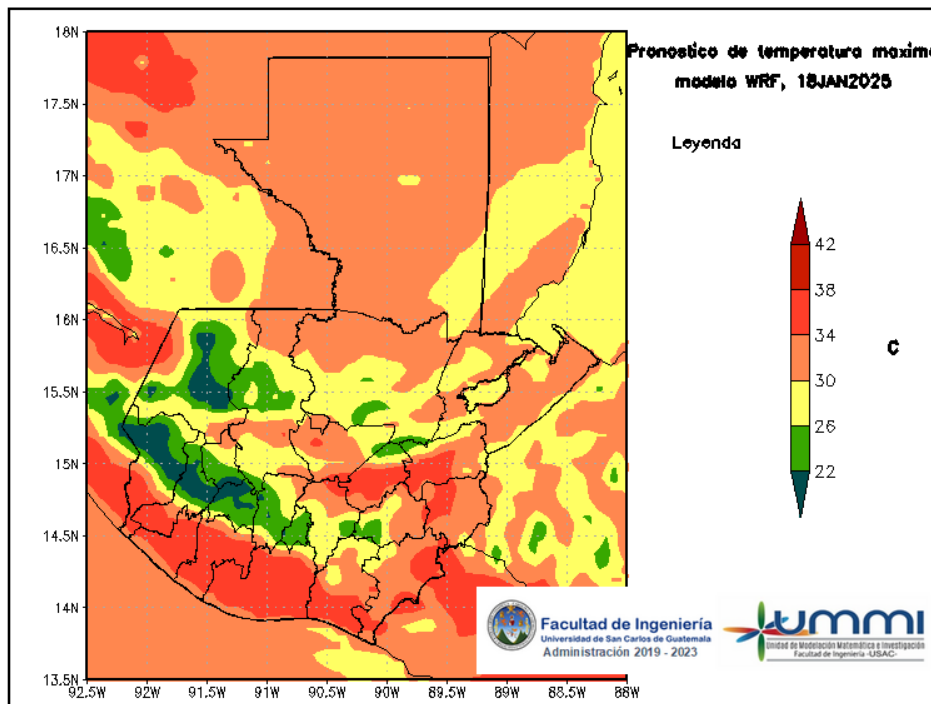 Pronostico de temperatura maxima
modelo WRF, 18JAN2025
Leyenda
18N
17.5N
17N
16.5N
16N
15.5N
15N
14.5N
14N
13.5N
92.5W 92W 91.5W 91W 90.5W 90W 89.5W 89W 88.5W 88W
42
38
34
30
26
22
C
Facultad de Ingeniería
Universidad de San Carlos de Guatemala
Administración 2019 - 2023
UMMI
Unidad de Modelación Matemática e Investigación
Facultad de Ingeniería -USAC-